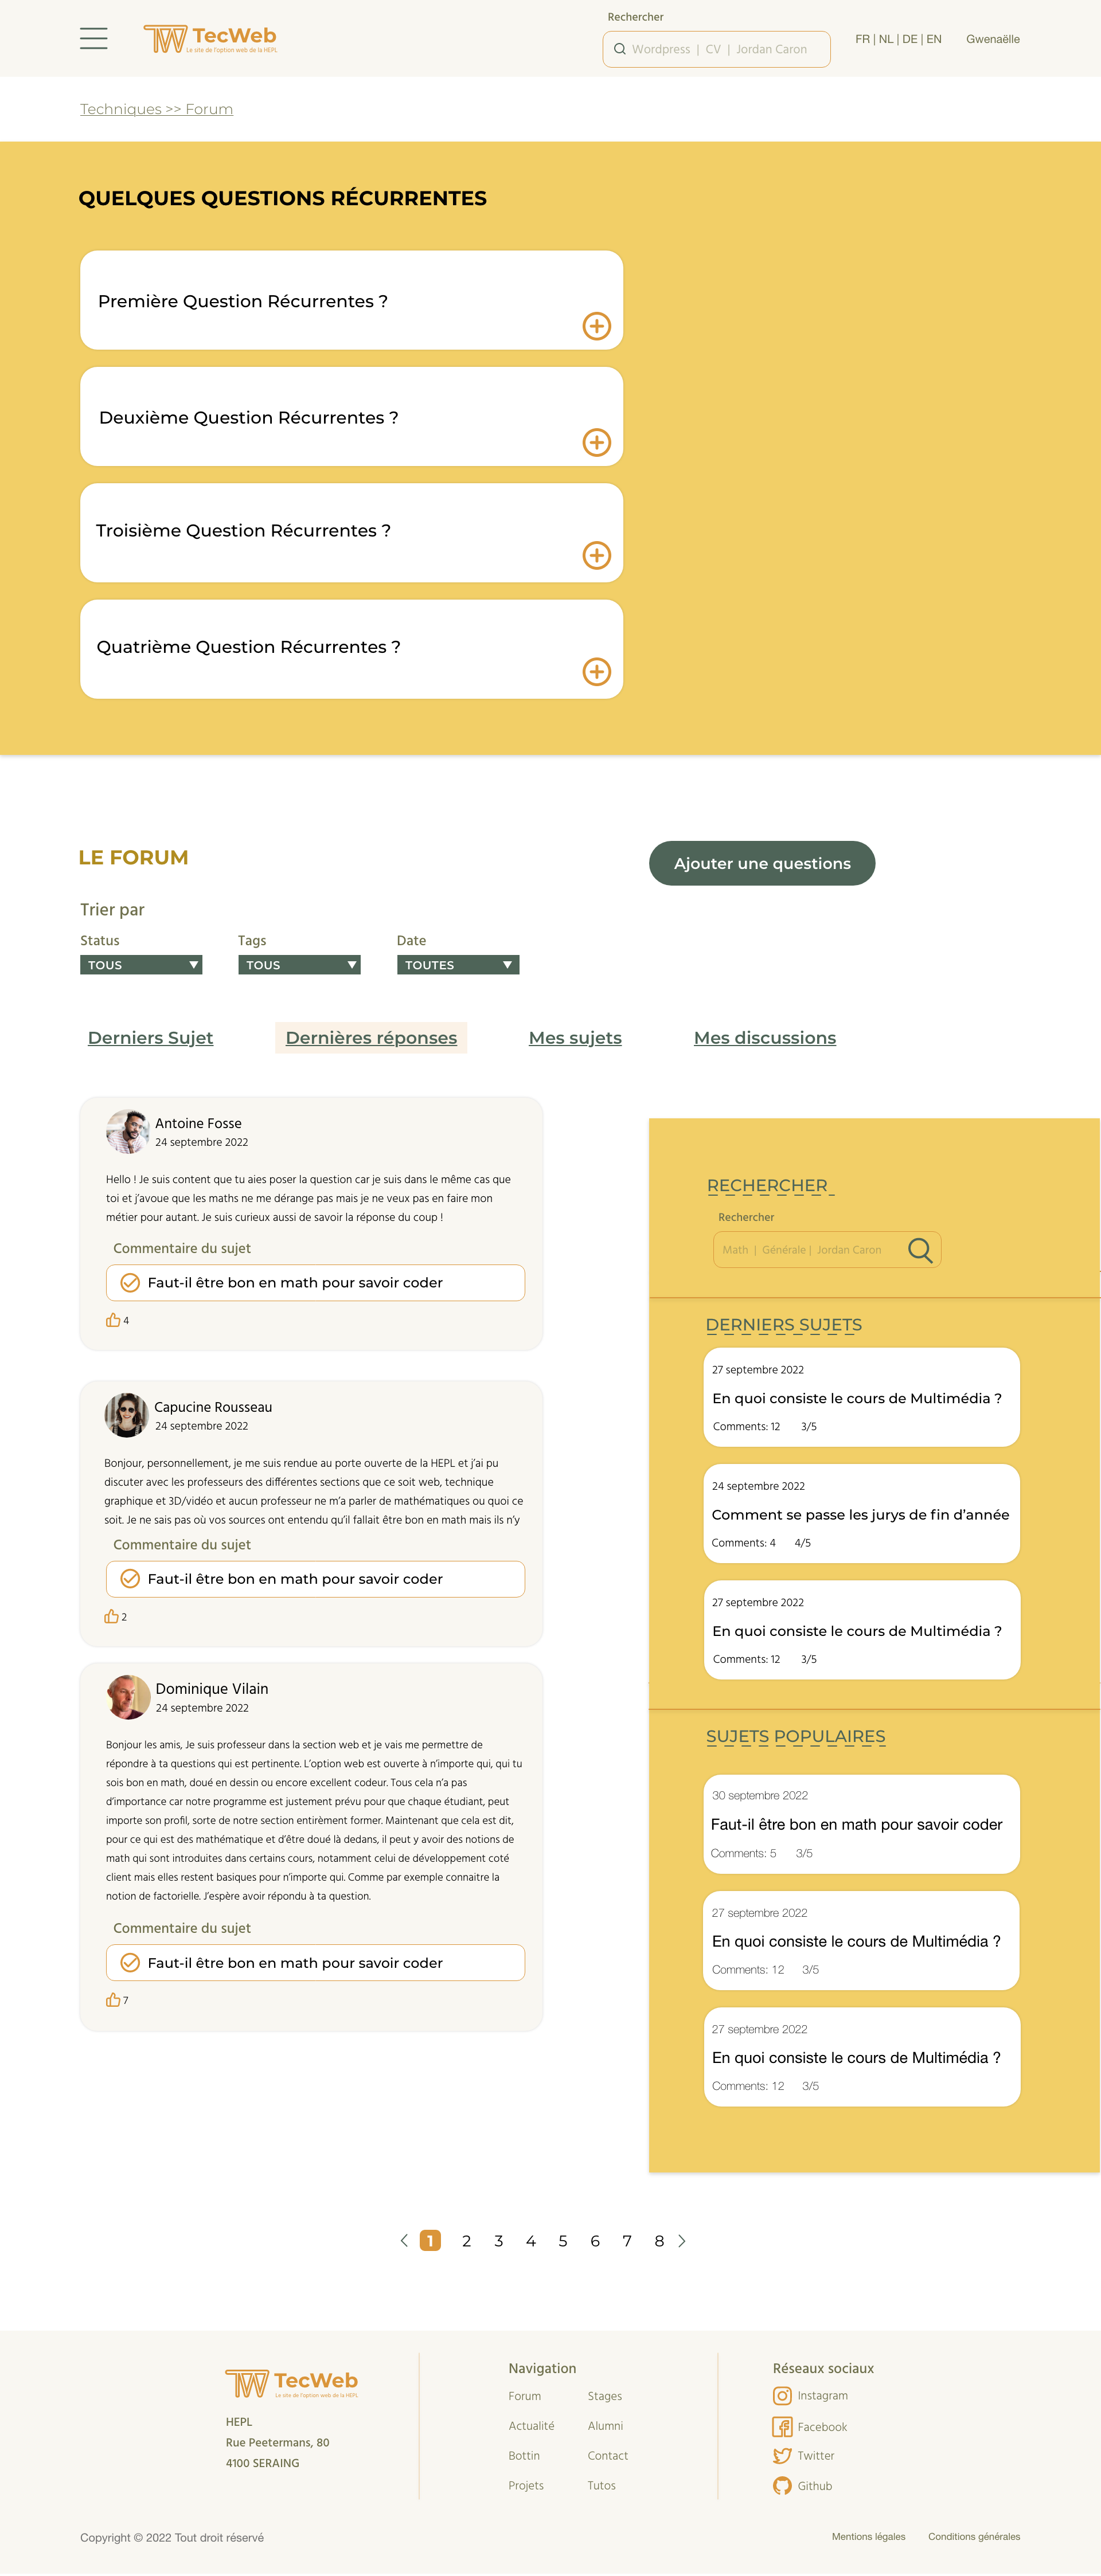 Rechercher
TecWeb
Le site de l'option web de la HEPL
Wordpress | CV | Jordan Caron
FR | NL | DE | EN
Gwenaëlle
Techniques >> Forum
QUELQUES QUESTIONS RÉCURRENTES
Première Question Récurrentes ?
Deuxième Question Récurrentes ?
Troisième Question Récurrentes ?
Quatrième Question Récurrentes ?
LE FORUM
Ajouter une questions
Trier par
Status
Tags
Date
TOUS
TOUS
TOUTES
Derniers Sujet
Dernières réponses
Mes sujets
Mes discussions
Antoine Fosse
24 septembre 2022
Hello ! Je suis content que tu aies poser la question car je suis dans le même cas que
toi et j’avoue que les maths ne me dérange pas mais je ne veux pas en faire mon
métier pour autant. Je suis curieux aussi de savoir la réponse du coup !
Commentaire du sujet
Faut-il être bon en math pour savoir coder
4
Capucine Rousseau
24 septembre 2022
Bonjour, personnellement, je me suis rendue au porte ouverte de la HEPL et j’ai pu
discuter avec les professeurs des différentes sections que ce soit web, technique
graphique et 3D/vidéo et aucun professeur ne m’a parler de mathématiques ou quoi ce
soit. Je ne sais pas où vos sources ont entendu qu’il fallait être bon en math mais ils n’y
Commentaire du sujet
Faut-il être bon en math pour savoir coder
2
Dominique Vilain
24 septembre 2022
Bonjour les amis, Je suis professeur dans la section web et je vais me permettre de
répondre à ta questions qui est pertinente. L’option web est ouverte à n’importe qui, qui tu
sois bon en math, doué en dessin ou encore excellent codeur. Tous cela n’a pas
d’importance car notre programme est justement prévu pour que chaque étudiant, peut
importe son profil, sorte de notre section entirèment former. Maintenant que cela est dit,
pour ce qui est des mathématique et d’être doué là dedans, il peut y avoir des notions de
math qui sont introduites dans certains cours, notamment celui de développement coté
client mais elles restent basiques pour n’importe qui. Comme par exemple connaitre la
notion de factorielle. J’espère avoir répondu à ta question.
Commentaire du sujet
Faut-il être bon en math pour savoir coder
7
RECHERCHER
Rechercher
Math | Générale | Jordan Caron
DERNIERS SUJETS
27 septembre 2022
En quoi consiste le cours de Multimédia ?
Comments: 12 3/5
24 septembre 2022
Comment se passe les jurys de fin d’année
Comments: 4 4/5
27 septembre 2022
En quoi consiste le cours de Multimédia ?
Comments: 12 3/5
SUJETS POPULAIRES
30 septembre 2022
Faut-il être bon en math pour savoir coder
Comments: 5 3/5
27 septembre 2022
En quoi consiste le cours de Multimédia ?
Comments: 12 3/5
27 septembre 2022
En quoi consiste le cours de Multimédia ?
Comments: 12 3/5
1 2 3 4 5 6 7 8
TecWeb
Le site de l'option web de la HEPL
HEPL
Rue Peetermans, 80
4100 SERAING
Navigation
Forum
Stages
Actualité
Alumni
Bottin
Contact
Projets
Tutos
Réseaux sociaux
Instagram
Facebook
Twitter
Github
Copyright © 2022 Tout droit réservé
Mentions légales
Conditions générales